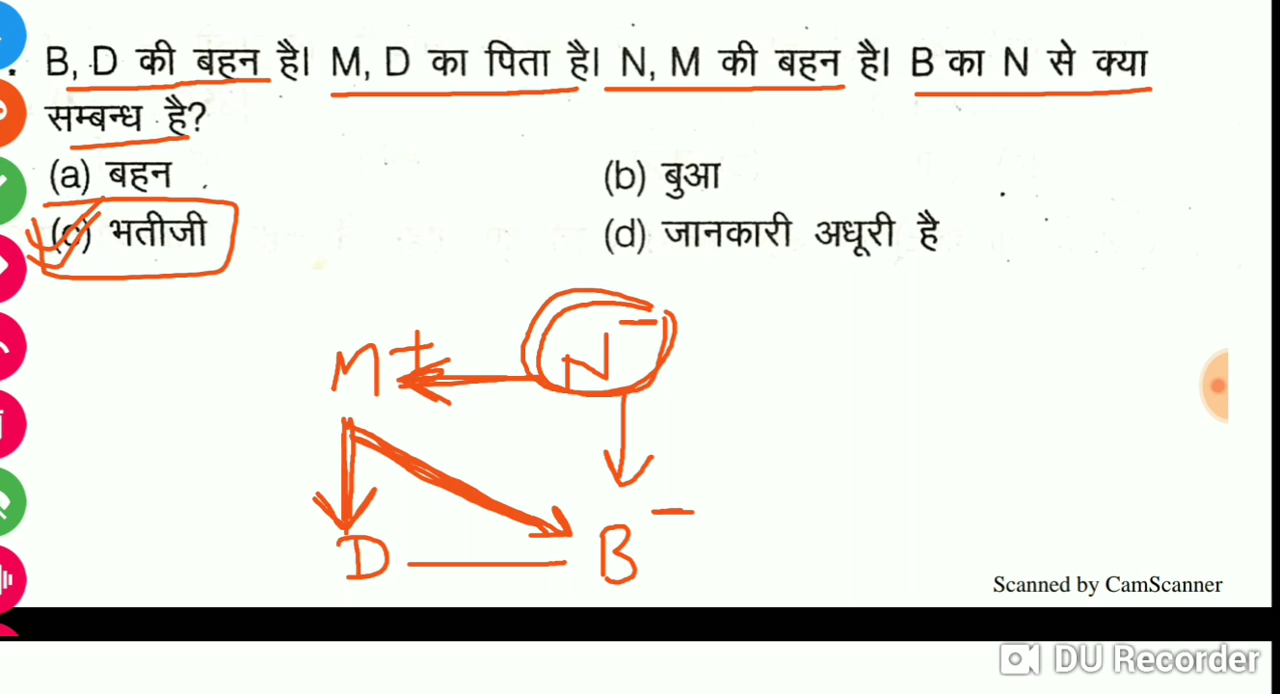 B, D की बहन है। M, D का पिता है। N, M की बहन है। B का N से क्या
सम्बन्ध है?
(a) बहन (b) बुआ
(c) भतीजी (d) जानकारी अधूरी है
M + N −
D B −
Scanned by CamScanner
DU Recorder